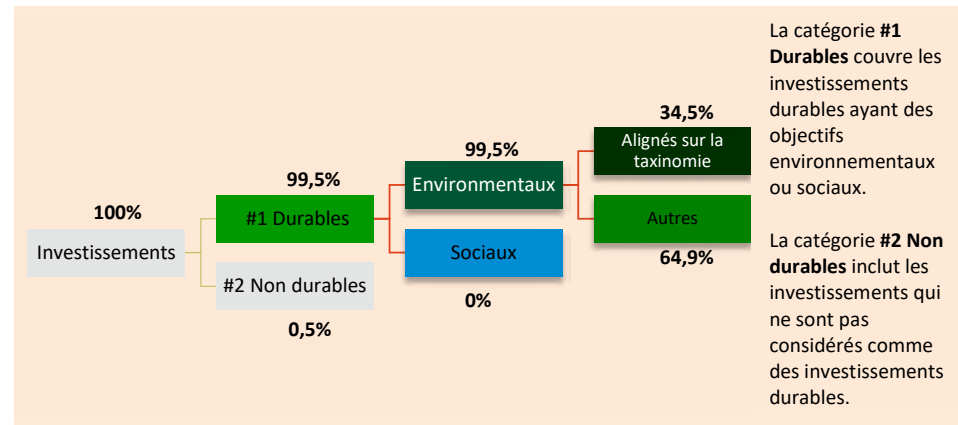 100%
Investissements
99,5%
#1 Durables
#2 Non durables
0,5%
99,5%
Environmentaux
Sociaux
0%
34,5%
Alignés sur la
taxinomie
Autres
64,9%
La catégorie #1
Durables couvre les
investissements
durables ayant des
objectifs
environnementaux
ou sociaux.
La catégorie #2 Non
durables inclut les
investissements qui
ne sont pas
considérés comme
des investissements
durables.